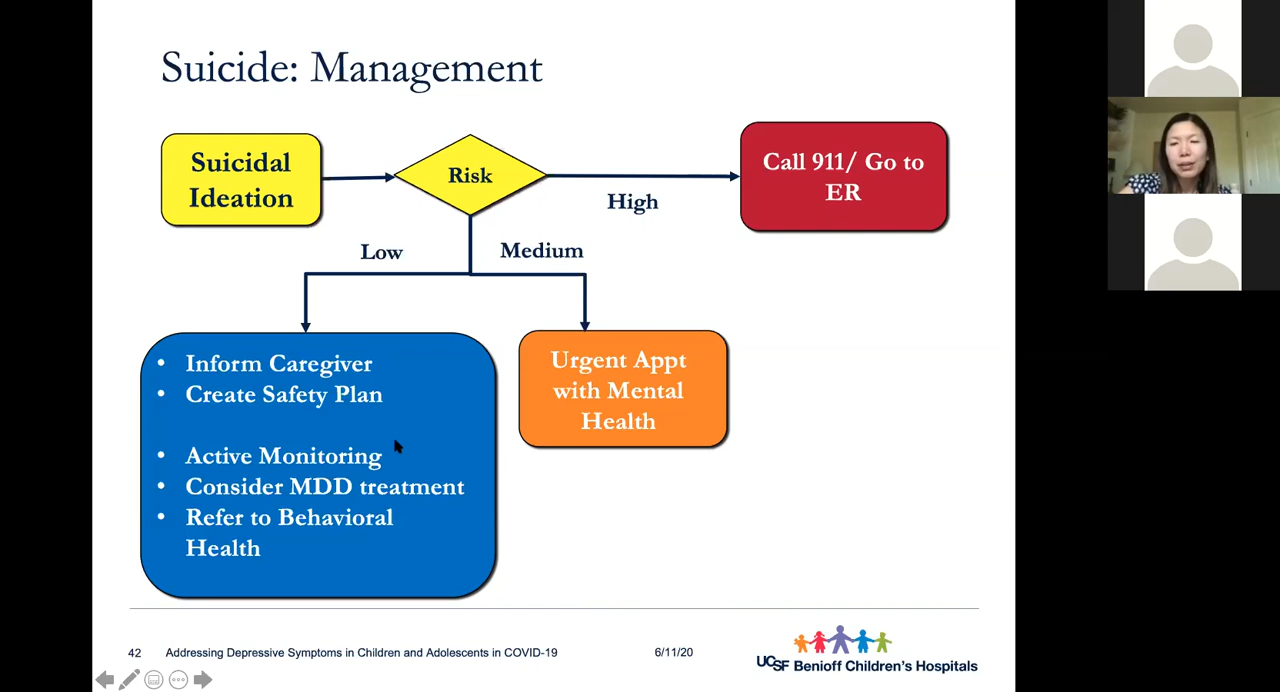 Suicide: Management
Suicidal
Ideation
Risk
High
Call 911/ Go to
ER
Low
Medium
• Inform Caregiver
• Create Safety Plan
• Active Monitoring
• Consider MDD treatment
• Refer to Behavioral
Health
Urgent Appt
with Mental
Health
42
Addressing Depressive Symptoms in Children and Adolescents in COVID-19
6/11/20
UCSF Benioff Children's Hospitals